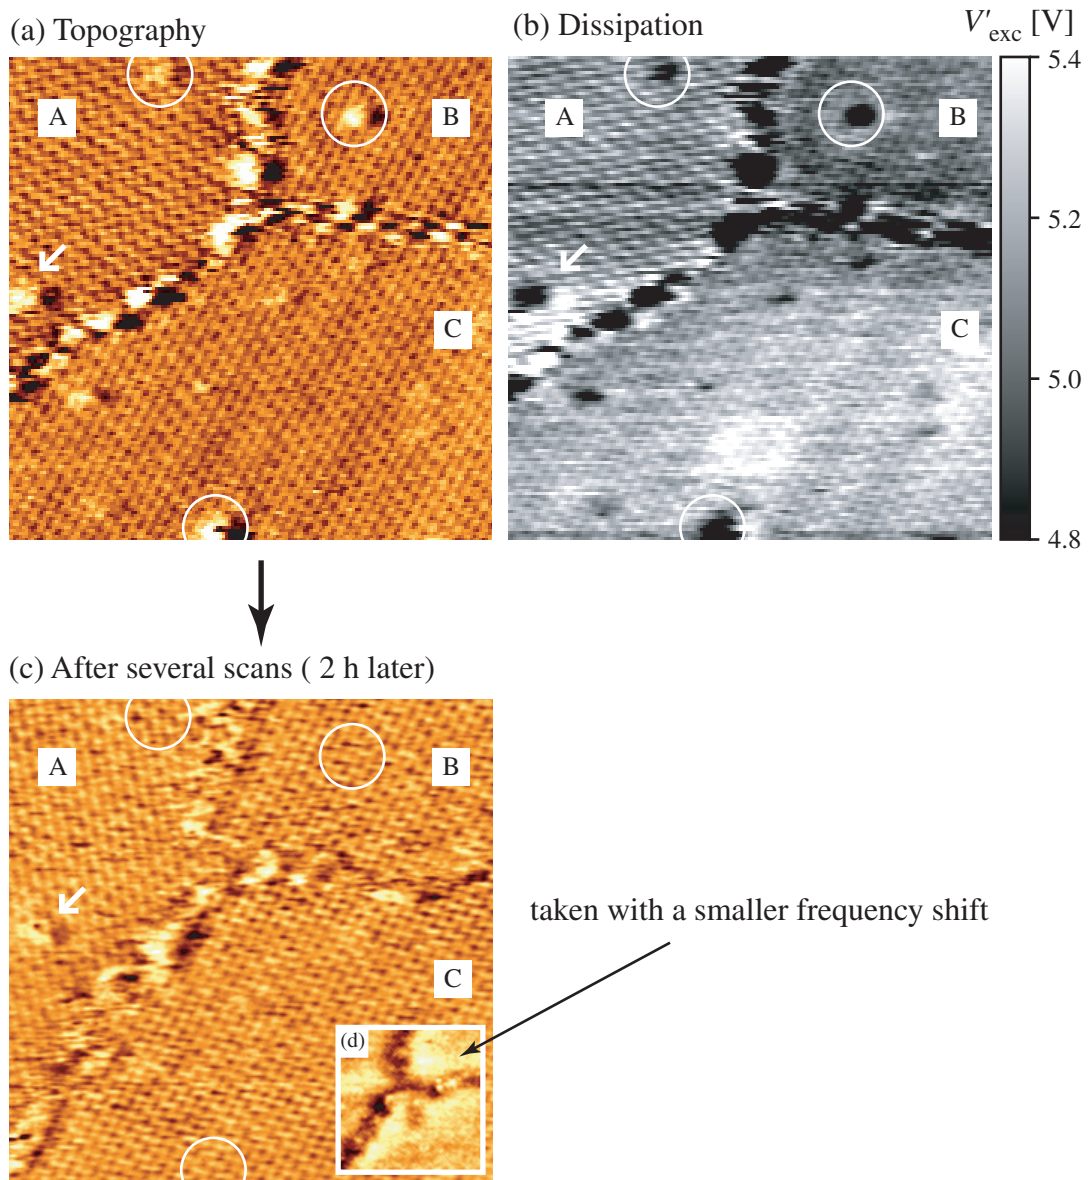 (a) Topography
(b) Dissipation
V′exc [V]
A
B
C
A
B
C
5.4
5.2
5.0
4.8
(c) After several scans ( 2 h later)
A
B
C
(d)
taken with a smaller frequency shift